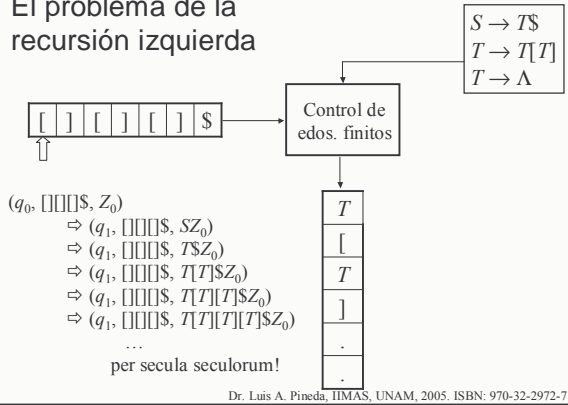 El problema de la
recursión izquierda
S → T$
T → T[T]
T → Λ
[ ] [ ] [ ] $
Control de
edos. finitos
(q₀, [][][]$, Z₀)
⇨ (q₁, [][][]$, SZ₀)
⇨ (q₁, [][][]$, T$Z₀)
⇨ (q₁, [][][]$, T[T]$Z₀)
⇨ (q₁, [][][]$, T[T][T]$Z₀)
⇨ (q₁, [][][]$, T[T][T][T]$Z₀)
…
per secula seculorum!
T
[
T
]
.
.
Dr. Luis A. Pineda, IIMAS, UNAM, 2005. ISBN: 970-32-2972-7